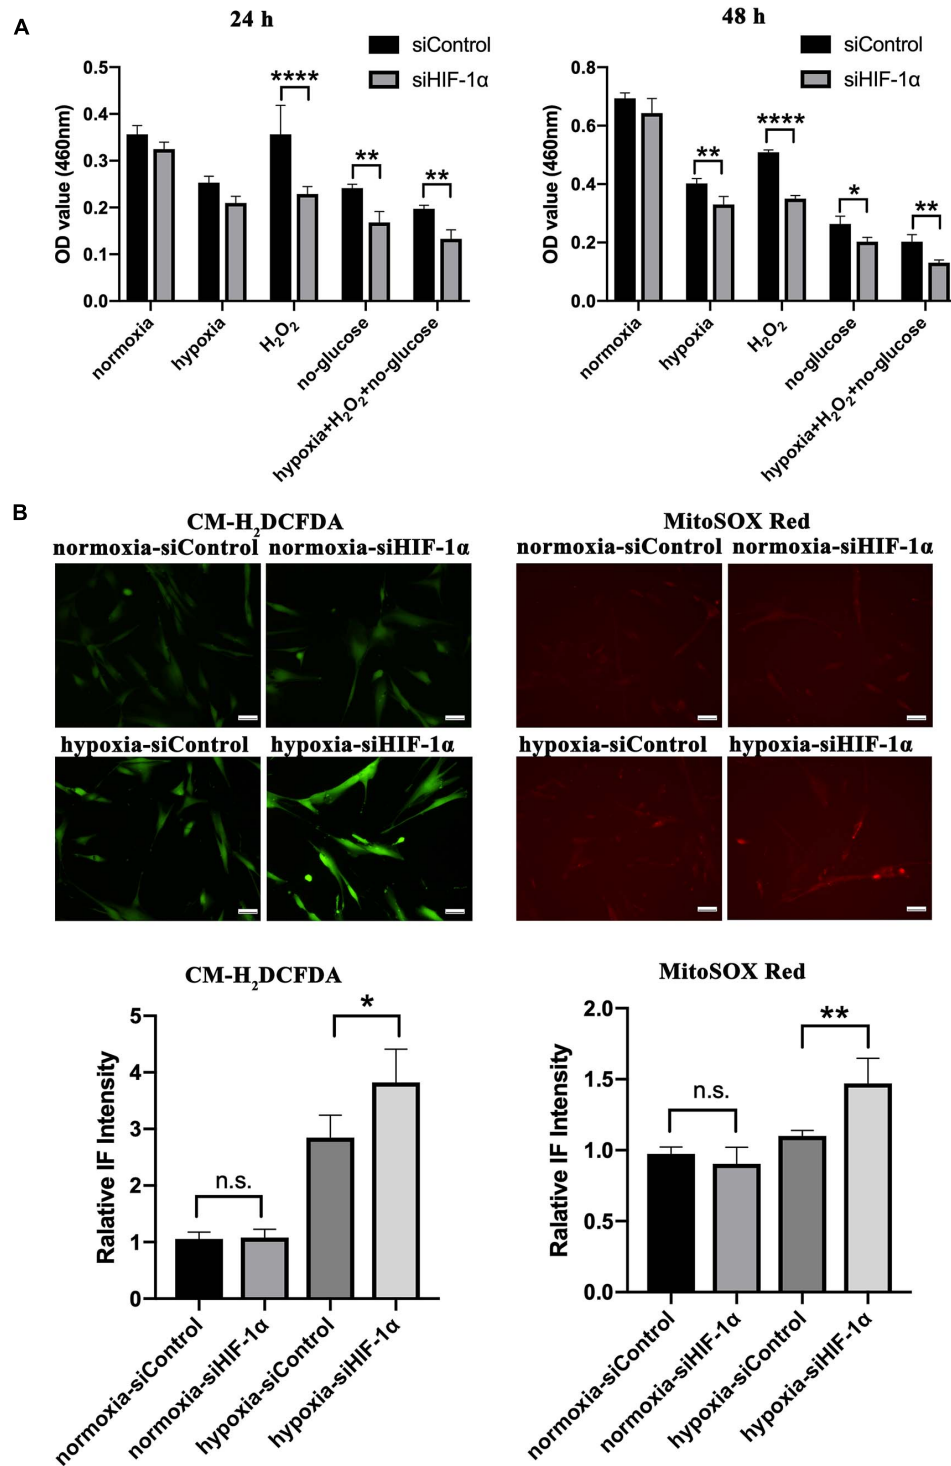 A
24 h
siControl
siHIF-1α
OD value (460nm)
0.5
0.4
0.3
0.2
0.1
0.0
****
**
**
normoxia
hypoxia
H₂O₂
no-glucose
hypoxia+H₂O₂+no-glucose
48 h
siControl
siHIF-1α
OD value (460nm)
0.8
0.6
0.4
0.2
0.0
**
****
*
**
normoxia
hypoxia
H₂O₂
no-glucose
hypoxia+H₂O₂+no-glucose
B
CM-H₂DCFDA
normoxia-siControl normoxia-siHIF-1α
hypoxia-siControl hypoxia-siHIF-1α
MitoSOX Red
normoxia-siControl normoxia-siHIF-1α
hypoxia-siControl hypoxia-siHIF-1α
CM-H₂DCFDA
Ralative IF Intensity
5
4
3
2
1
0
n.s.
*
normoxia-siControl
normoxia-siHIF-1α
hypoxia-siControl
hypoxia-siHIF-1α
MitoSOX Red
Ralative IF Intensity
2.0
1.5
1.0
0.5
0.0
n.s.
**
normoxia-siControl
normoxia-siHIF-1α
hypoxia-siControl
hypoxia-siHIF-1α